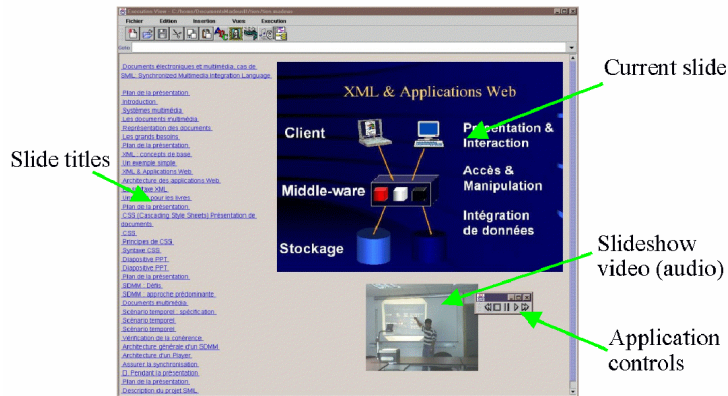 Execution View - C:/
Fichier Edition Insertion Vues Execution
Documents électroniques et multimédia, cas de
SMIL: Synchronized Multimedia Integration Language
Plan de la présentation
Introduction
Systèmes multimédia
Les documents multimédia
Représentation des documents
Les grands besoins
Plan de la présentation
XML : concepts de base
Un exemple simple
XML & Applications Web
Architecture des applications Web
XML
pour les livres
Plan de la présentation
CSS (Cascading Style Sheets) Présentation de
documents
CSS
Principes de CSS
Syntaxe CSS
Diapositive PPT
Diapositive PPT
Plan de la présentation
SDMM : Défis
SDMM : approche prédominante
Documents multimédia
Scénario temporel : spécification
Scénario temporel
Scénario temporel
Vérification de la cohérence
Architecture générale d'un SDMM
Architecture d'un Player
Assurer la synchronisation
Pendant la présentation
Plan de la présentation
Description du projet SMIL
XML & Applications Web
Client
Présentation &
Interaction
Middle-ware
Accès &
Manipulation
Intégration
de données
Stockage
Slide titles
Current slide
Slideshow
video (audio)
Application
controls